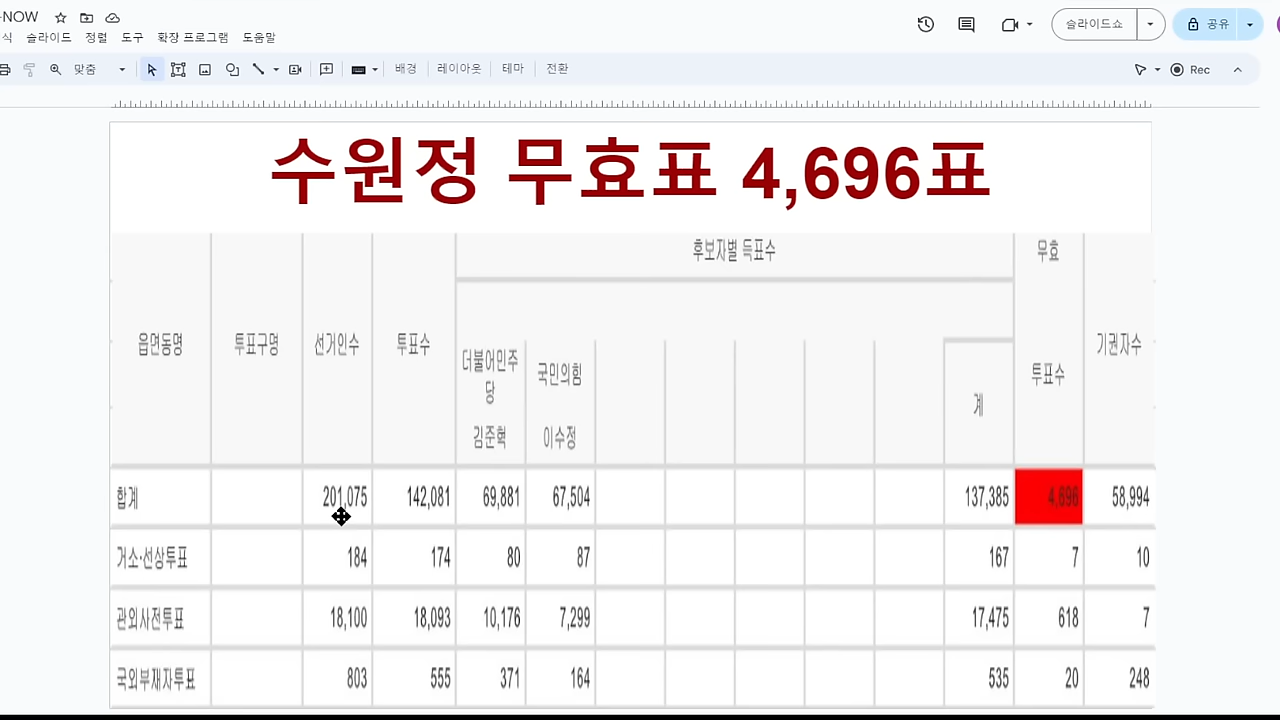 -NOW
식 슬라이드 정렬 도구 확장 프로그램 도움말
슬라이드쇼
공유
맞춤
배경 레이아웃 테마 전환
Rec
수원정 무효표 4,696표
읍면동명 투표구명 선거인수 투표수 후보자별 득표수 무효 투표수 기권자수
더불어민주당 김준혁 국민의힘 이수정 계
합계 201,075 142,081 69,881 67,504 137,385 4,696 58,994
거소·선상투표 184 174 80 87 167 7 10
관외사전투표 18,100 18,093 10,176 7,299 17,475 618 7
국외부재자투표 803 555 371 164 535 20 248